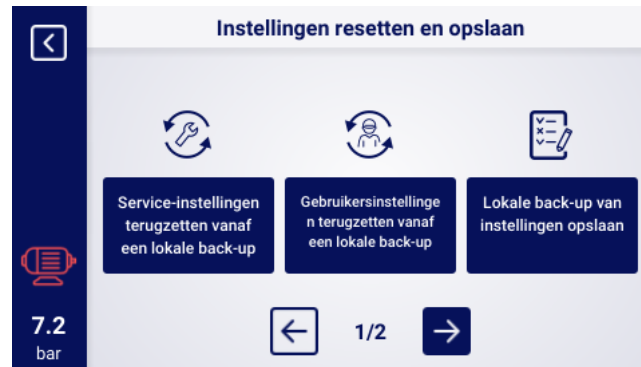 Instellingen resetten en opslaan
Service-instellingen
terugzetten vanaf
een lokale back-up
Gebruikersinstellinge
n terugzetten vanaf
een lokale back-up
Lokale back-up van
instellingen opslaan
7.2
bar
1/2